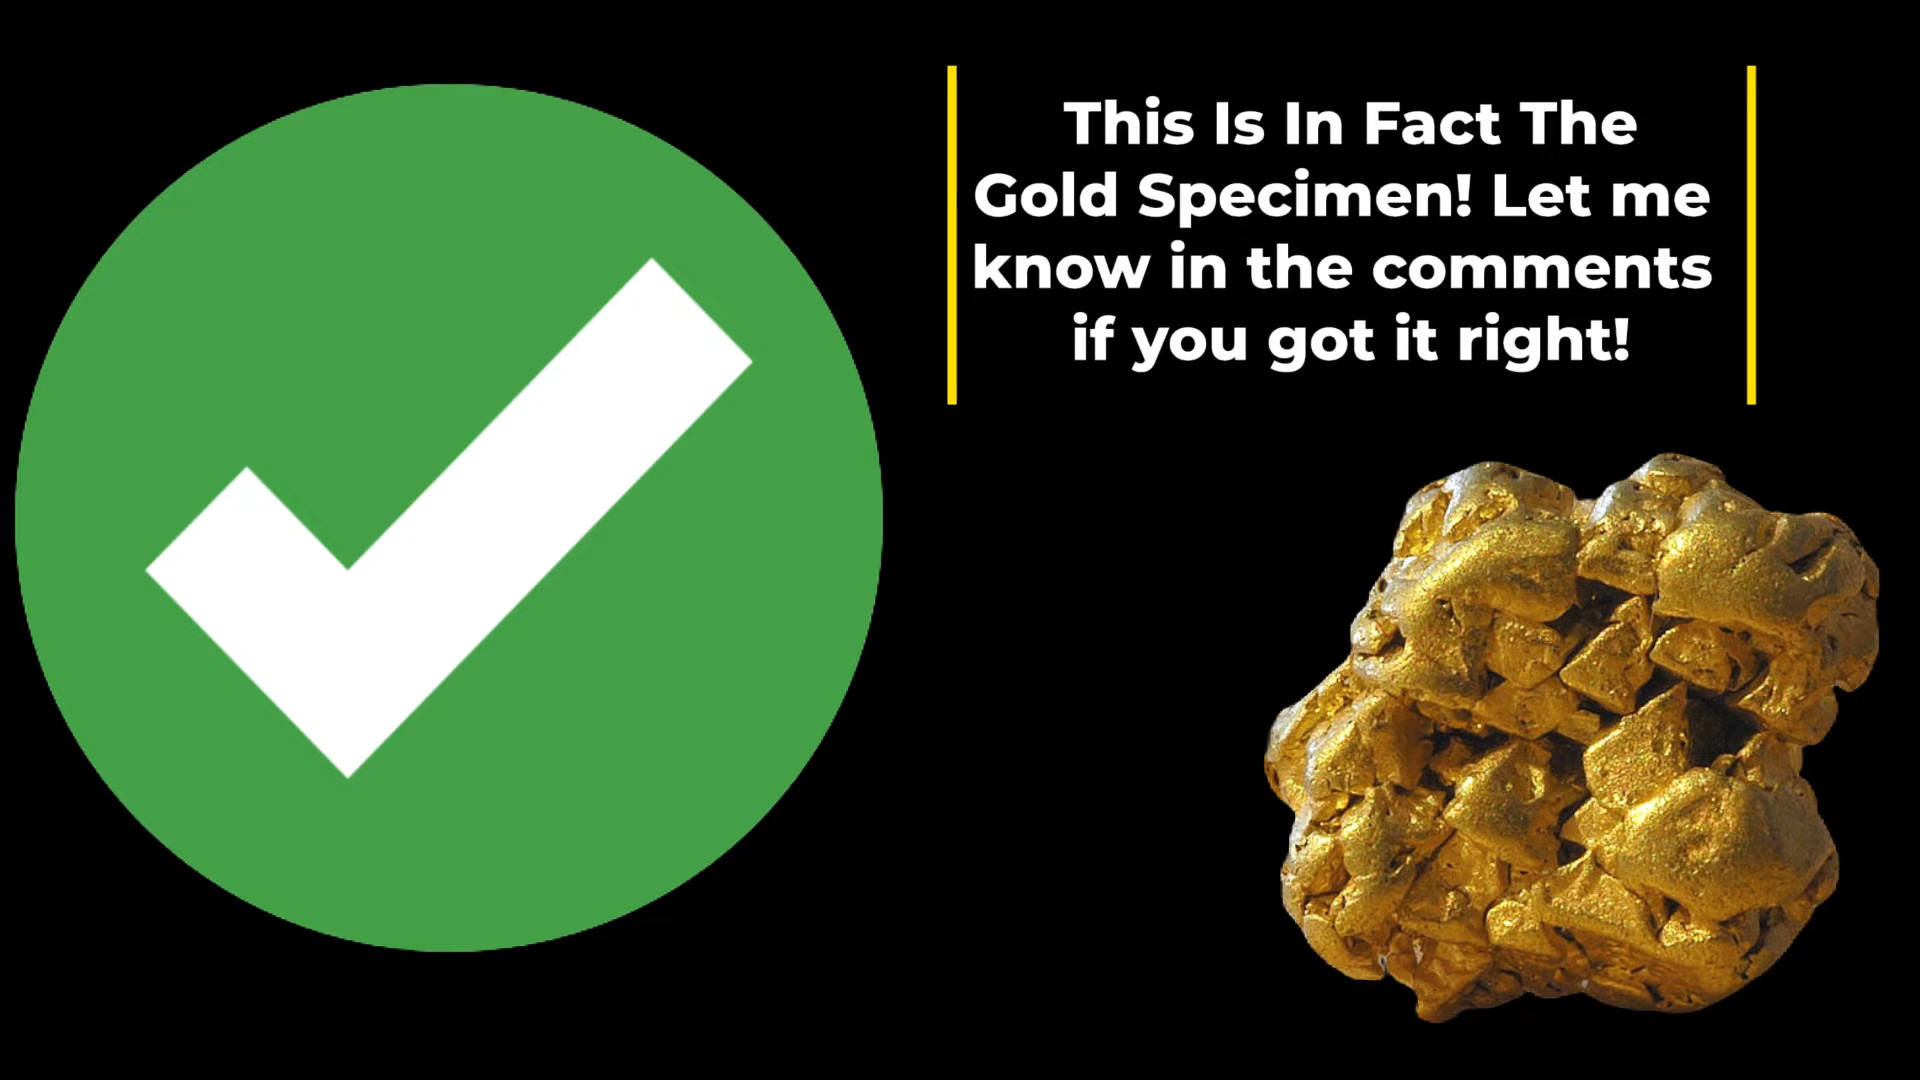 This Is In Fact The
Gold Specimen! Let me
know in the comments
if you got it right!